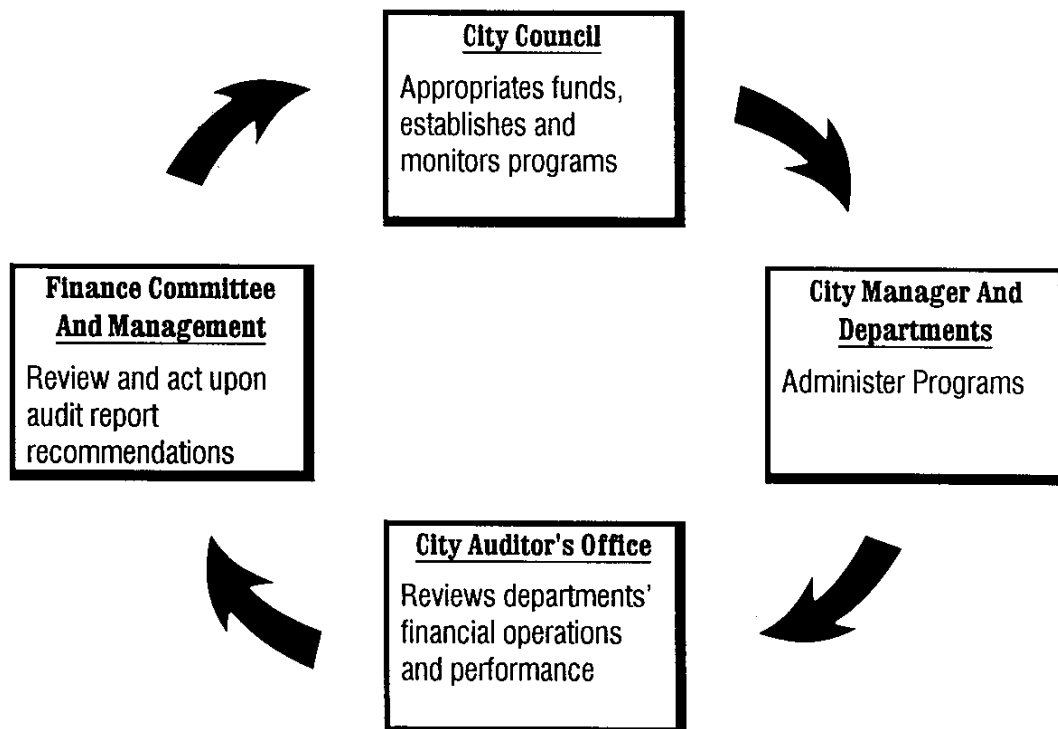 City Council
Appropriates funds,
establishes and
monitors programs
Finance Committee
And Management
Review and act upon
audit report
recommendations
City Manager And
Departments
Administer Programs
City Auditor's Office
Reviews departments'
financial operations
and performance